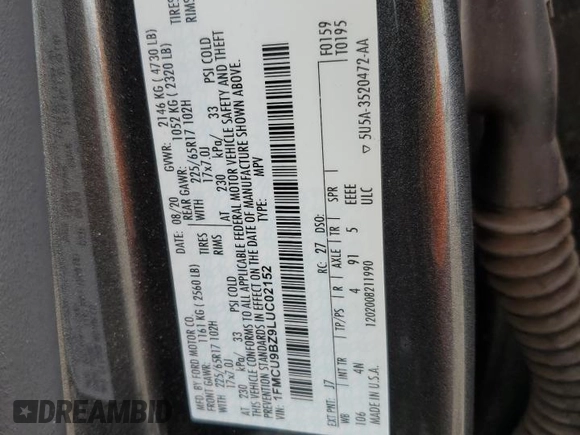 MFD. BY FORD MOTOR CO.
DATE: 08/20 GVWR: 2146 KG ( 4730 LB)
FRONT GAWR: 1161 KG ( 2560 LB) REAR GAWR: 1052 KG ( 2320 LB)
225/65R17 102H TIRES WITH 225/65R17 102H TIRES
17x7.0J RIMS 17x7.0J RIMS
AT 230 kPa/ 33 PSI COLD AT 230 kPa/ 33 PSI COLD
THIS VEHICLE CONFORMS TO ALL APPLICABLE FEDERAL MOTOR VEHICLE SAFETY AND THEFT
PREVENTION STANDARDS IN EFFECT ON THE DATE OF MANUFACTURE SHOWN ABOVE.
VIN: 1FMCU9BZ9LUC02152
TYPE: MPV
F0159
T0195
EXT PNT: J7 RC: 27 DSO:
WB INT TR TP/PS R AXLE TR SPR
106 4N 4 91 5 EEEE
ULC
MADE IN U.S.A. 1202008211990
▽ 5U5A-3520472-AA
DREAMBID.COM